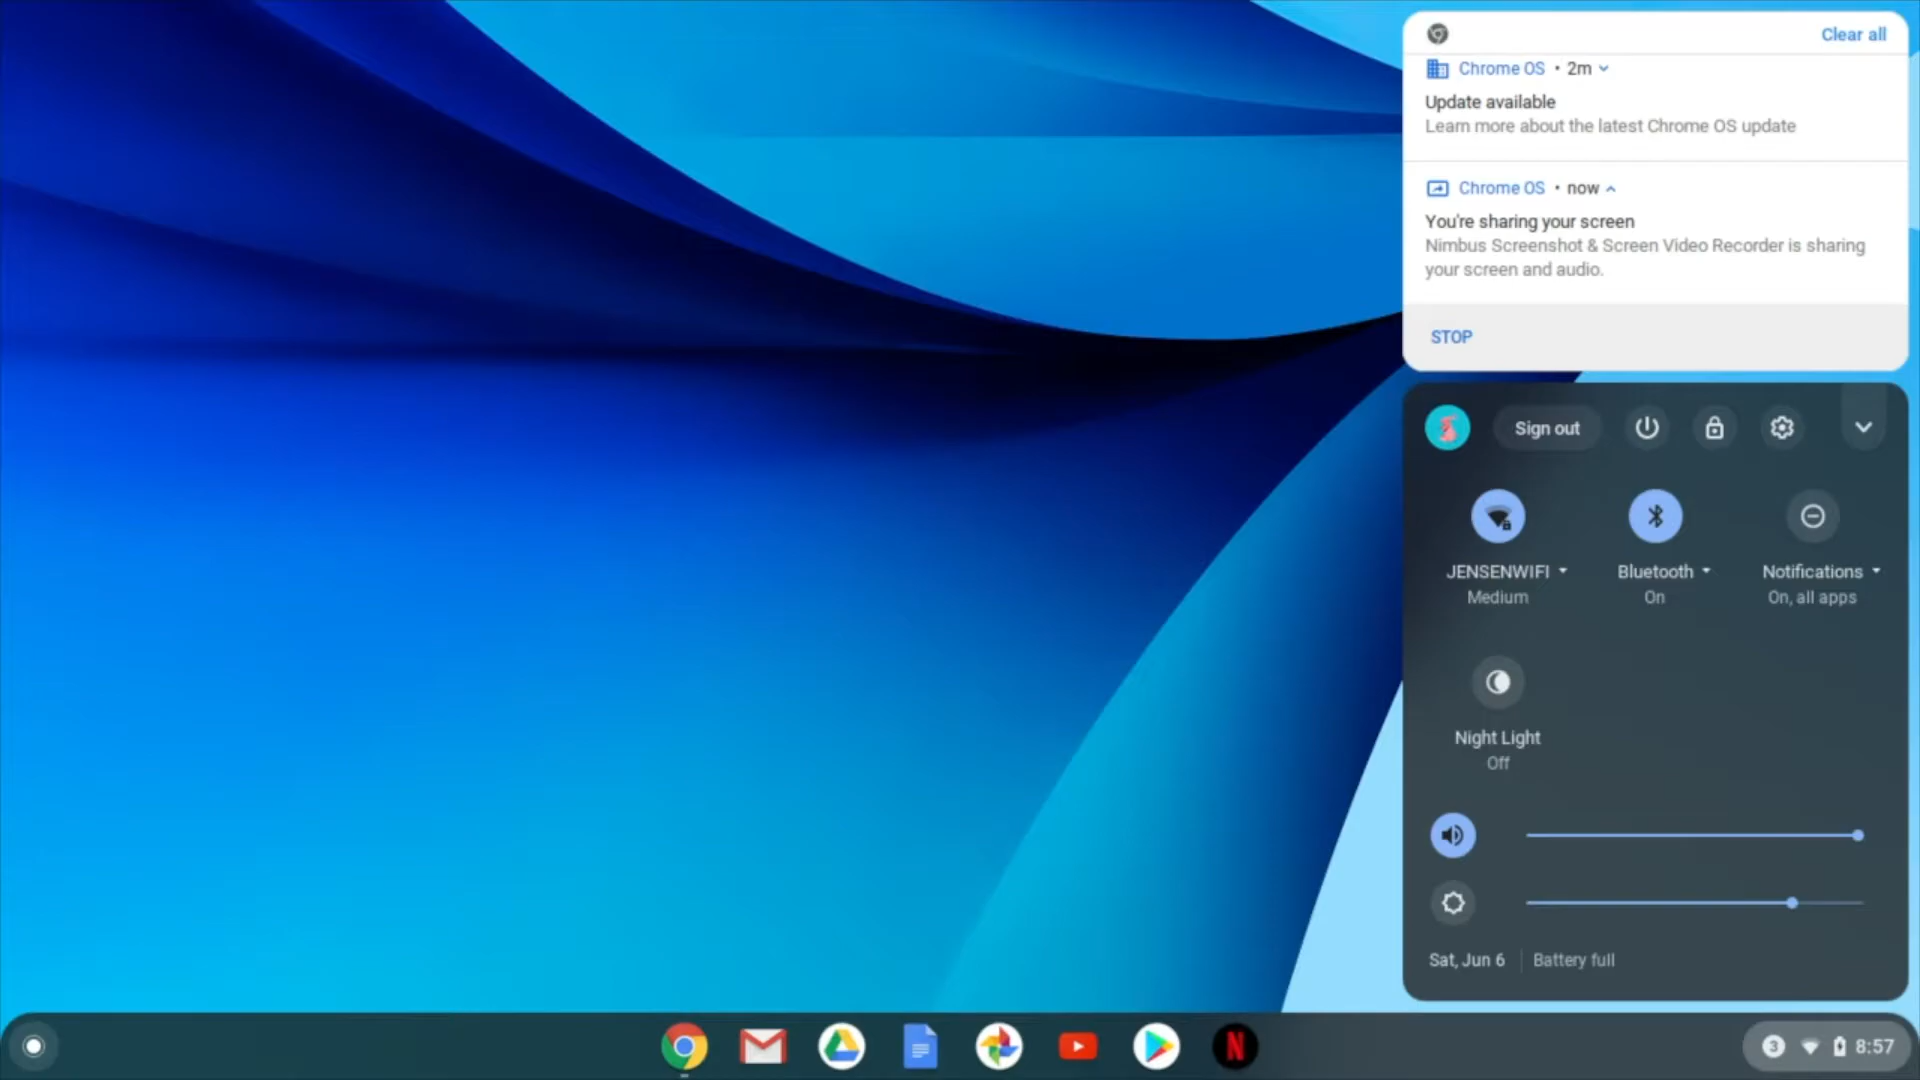 Clear all
Chrome OS • 2m
Update available
Learn more about the latest Chrome OS update
Chrome OS • now
You're sharing your screen
Nimbus Screenshot & Screen Video Recorder is sharing
your screen and audio.
STOP
Sign out
JENSENWIFI
Medium
Bluetooth
On
Notifications
On, all apps
Night Light
Off
Sat, Jun 6
Battery full
N
3
8:57